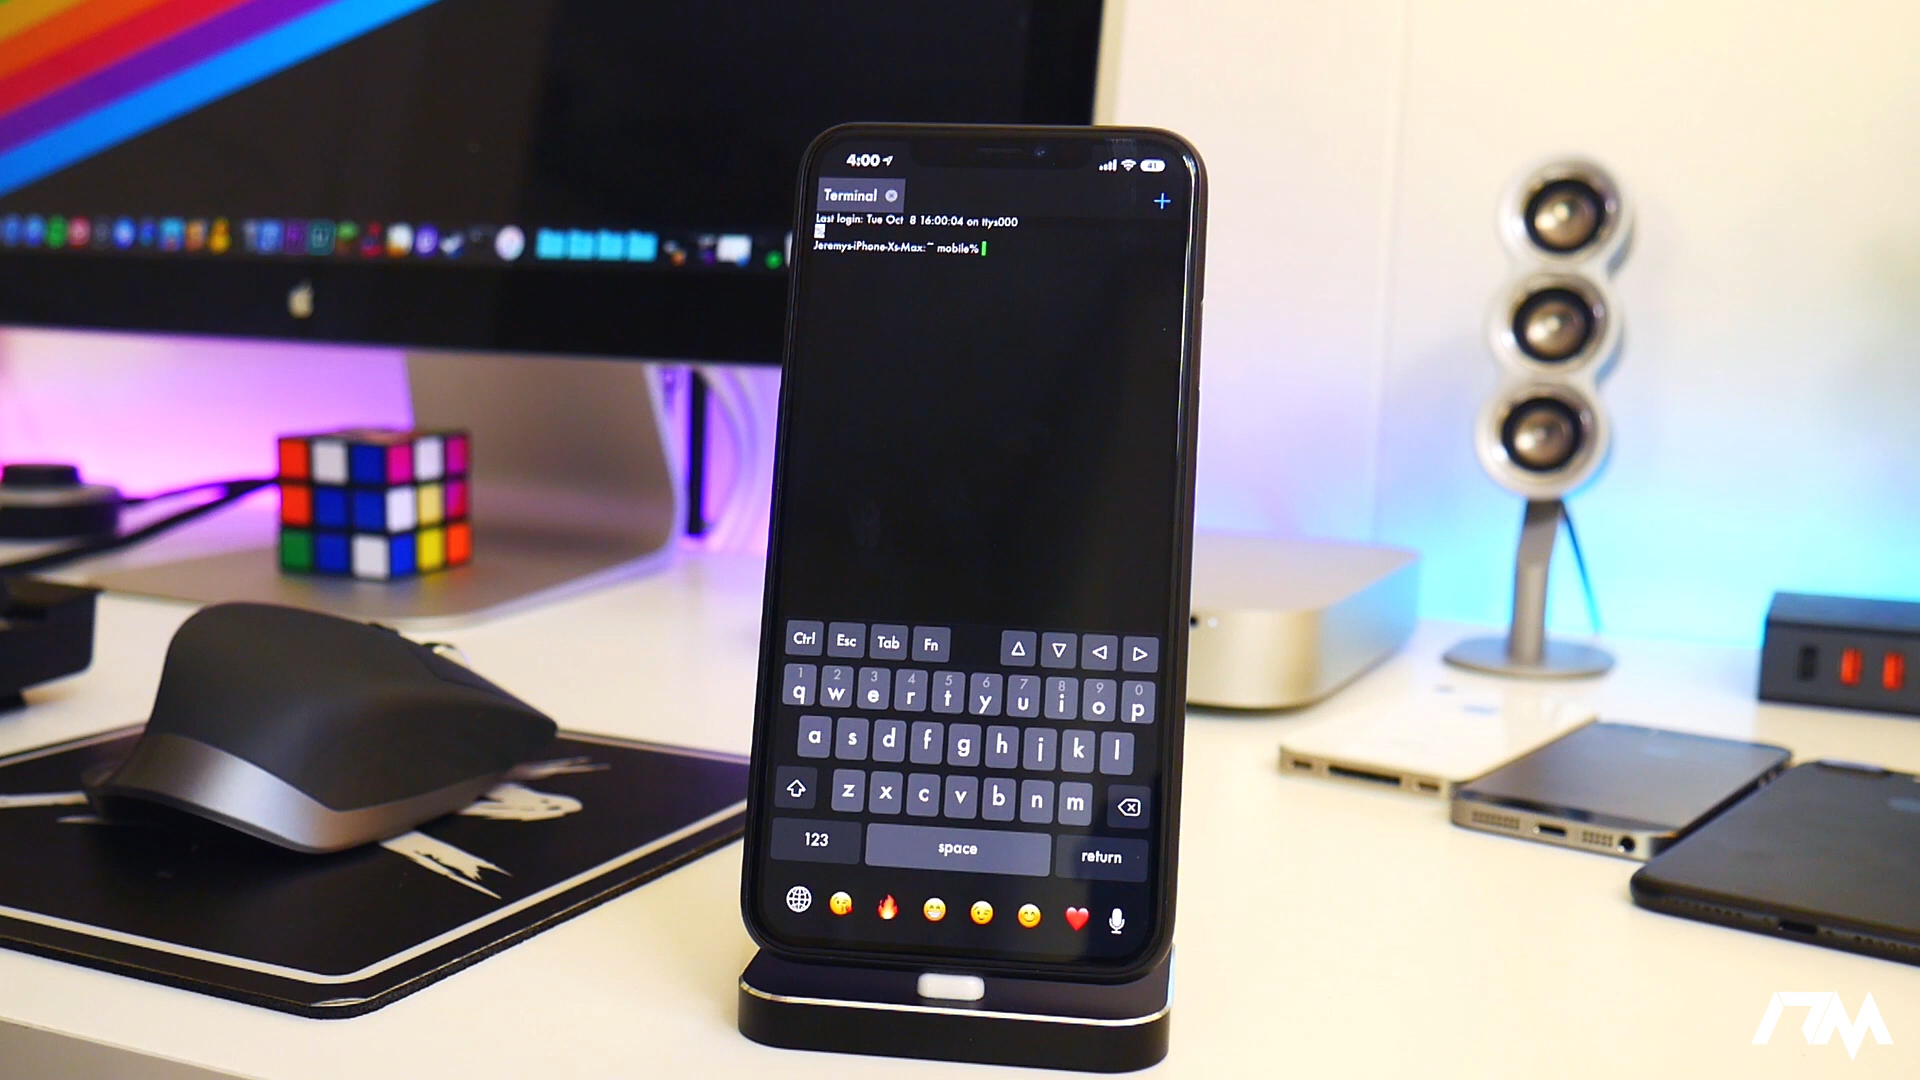 4:00
41
Terminal
Last login: Tue Oct  8 16:00:04 on ttys000
Jeremys-iPhone-Xs-Max:~ mobile%
Ctrl Esc Tab Fn
1 2 3 4 5 6 7 8 9 0
q w e r t y u i o p
a s d f g h j k l
z x c v b n m
123 space return